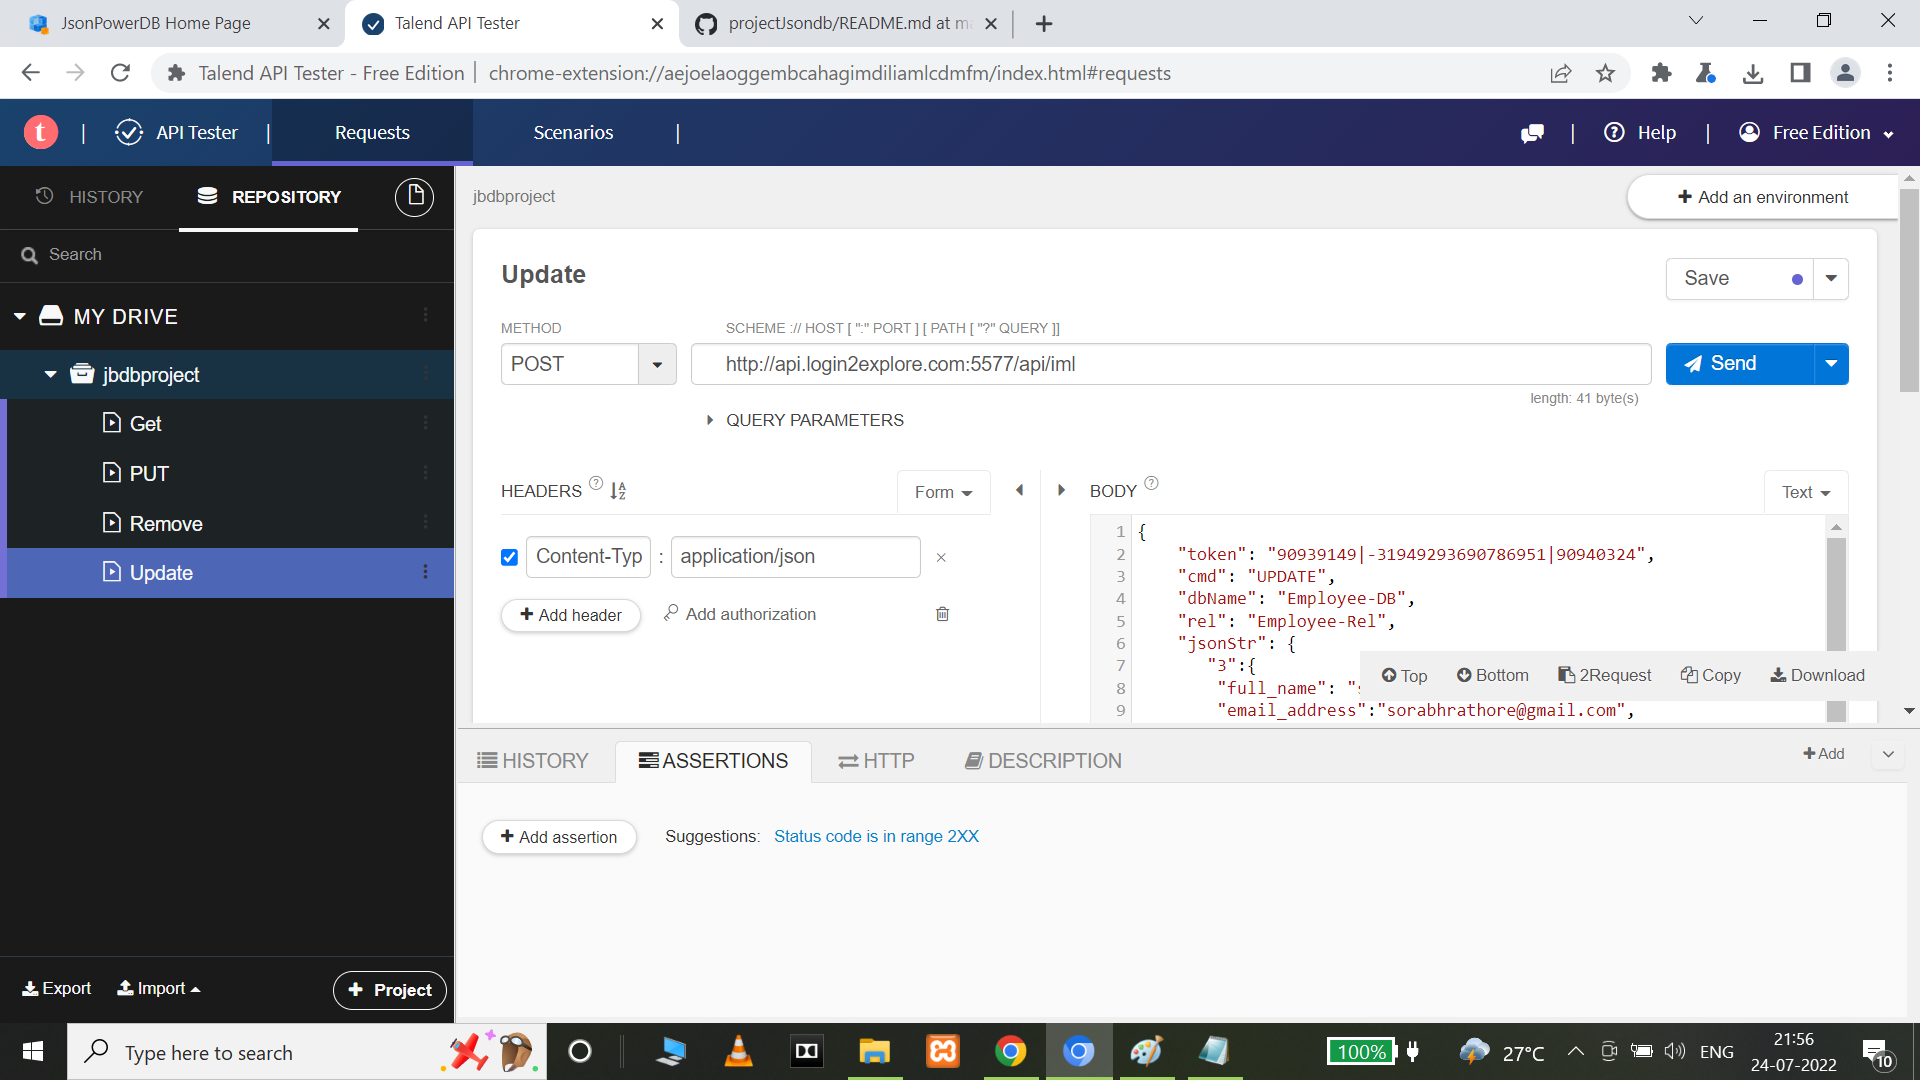 JsonPowerDB Home Page
Talend API Tester
projectJsondb/README.md at m
Talend API Tester - Free Edition
chrome-extension://aejoelaoggembcahagimdiliamlcdmfm/index.html#requests
t
API Tester
Requests
Scenarios
Help
Free Edition
HISTORY
REPOSITORY
jbdbproject
Add an environment
Search
MY DRIVE
jbdbproject
Get
PUT
Remove
Update
Update
Save
METHOD
SCHEME :// HOST [ ":" PORT ] [ PATH [ "?" QUERY ]]
POST
http://api.login2explore.com:5577/api/iml
Send
length: 41 byte(s)
QUERY PARAMETERS
HEADERS
Form
BODY
Text
Content-Typ : application/json
Add header
Add authorization
1 {
2 "token": "90939149|-31949293690786951|90940324",
3 "cmd": "UPDATE",
4 "dbName": "Employee-DB",
5 "rel": "Employee-Rel",
6 "jsonStr": {
7 "3":{
8 "full_name": "
9 "email_address":"sorabhrathore@gmail.com",
Top
Bottom
2Request
Copy
Download
HISTORY
ASSERTIONS
HTTP
DESCRIPTION
Add
Add assertion
Suggestions: Status code is in range 2XX
Export
Import
Project
Type here to search
100%
27°C
ENG
21:56
24-07-2022
10